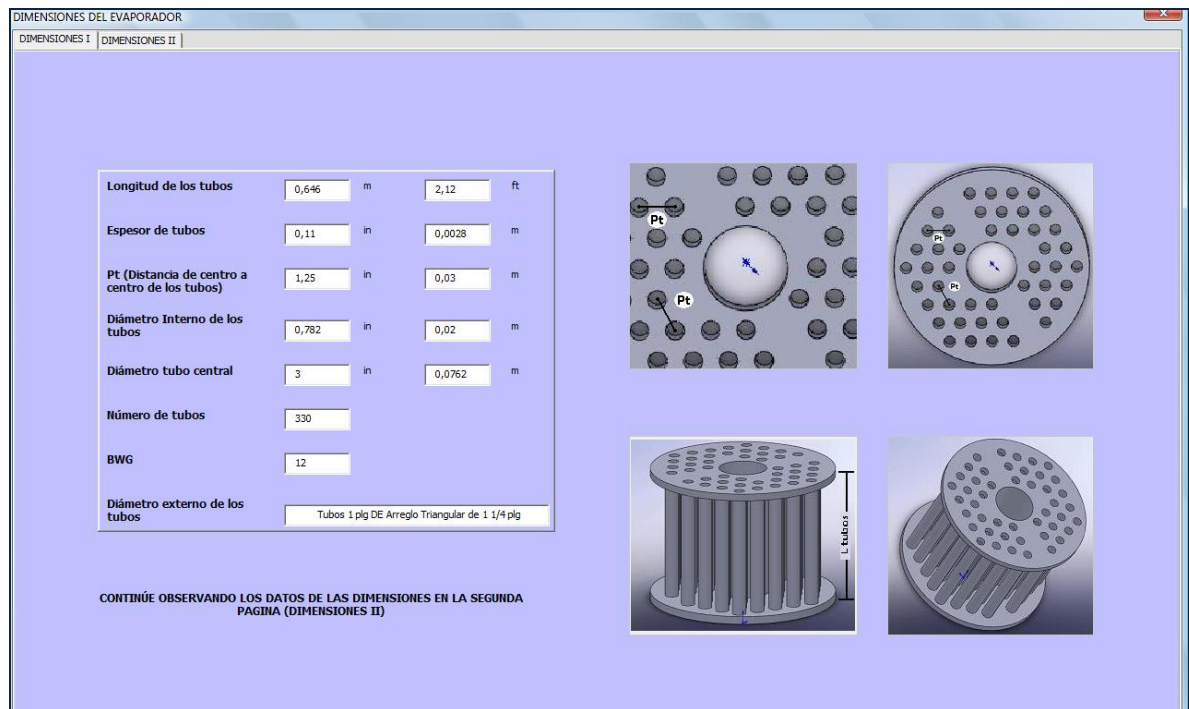 DIMENSIONES DEL EVAPORADOR
DIMENSIONES I DIMENSIONES II
Longitud de los tubos 0,646 m 2,12 ft
Espesor de tubos 0,11 in 0,0028 m
Pt (Distancia de centro a
centro de los tubos) 1,25 in 0,03 m
Diámetro Interno de los
tubos 0,782 in 0,02 m
Diámetro tubo central 3 in 0,0762 m
Número de tubos 330
BWG 12
Diámetro externo de los
tubos Tubos 1 plg DE Arreglo Triangular de 1 1/4 plg
CONTINÚE OBSERVANDO LOS DATOS DE LAS DIMENSIONES EN LA SEGUNDA
PAGINA (DIMENSIONES II)
Pt
Pt
Pt
Pt
L tubos